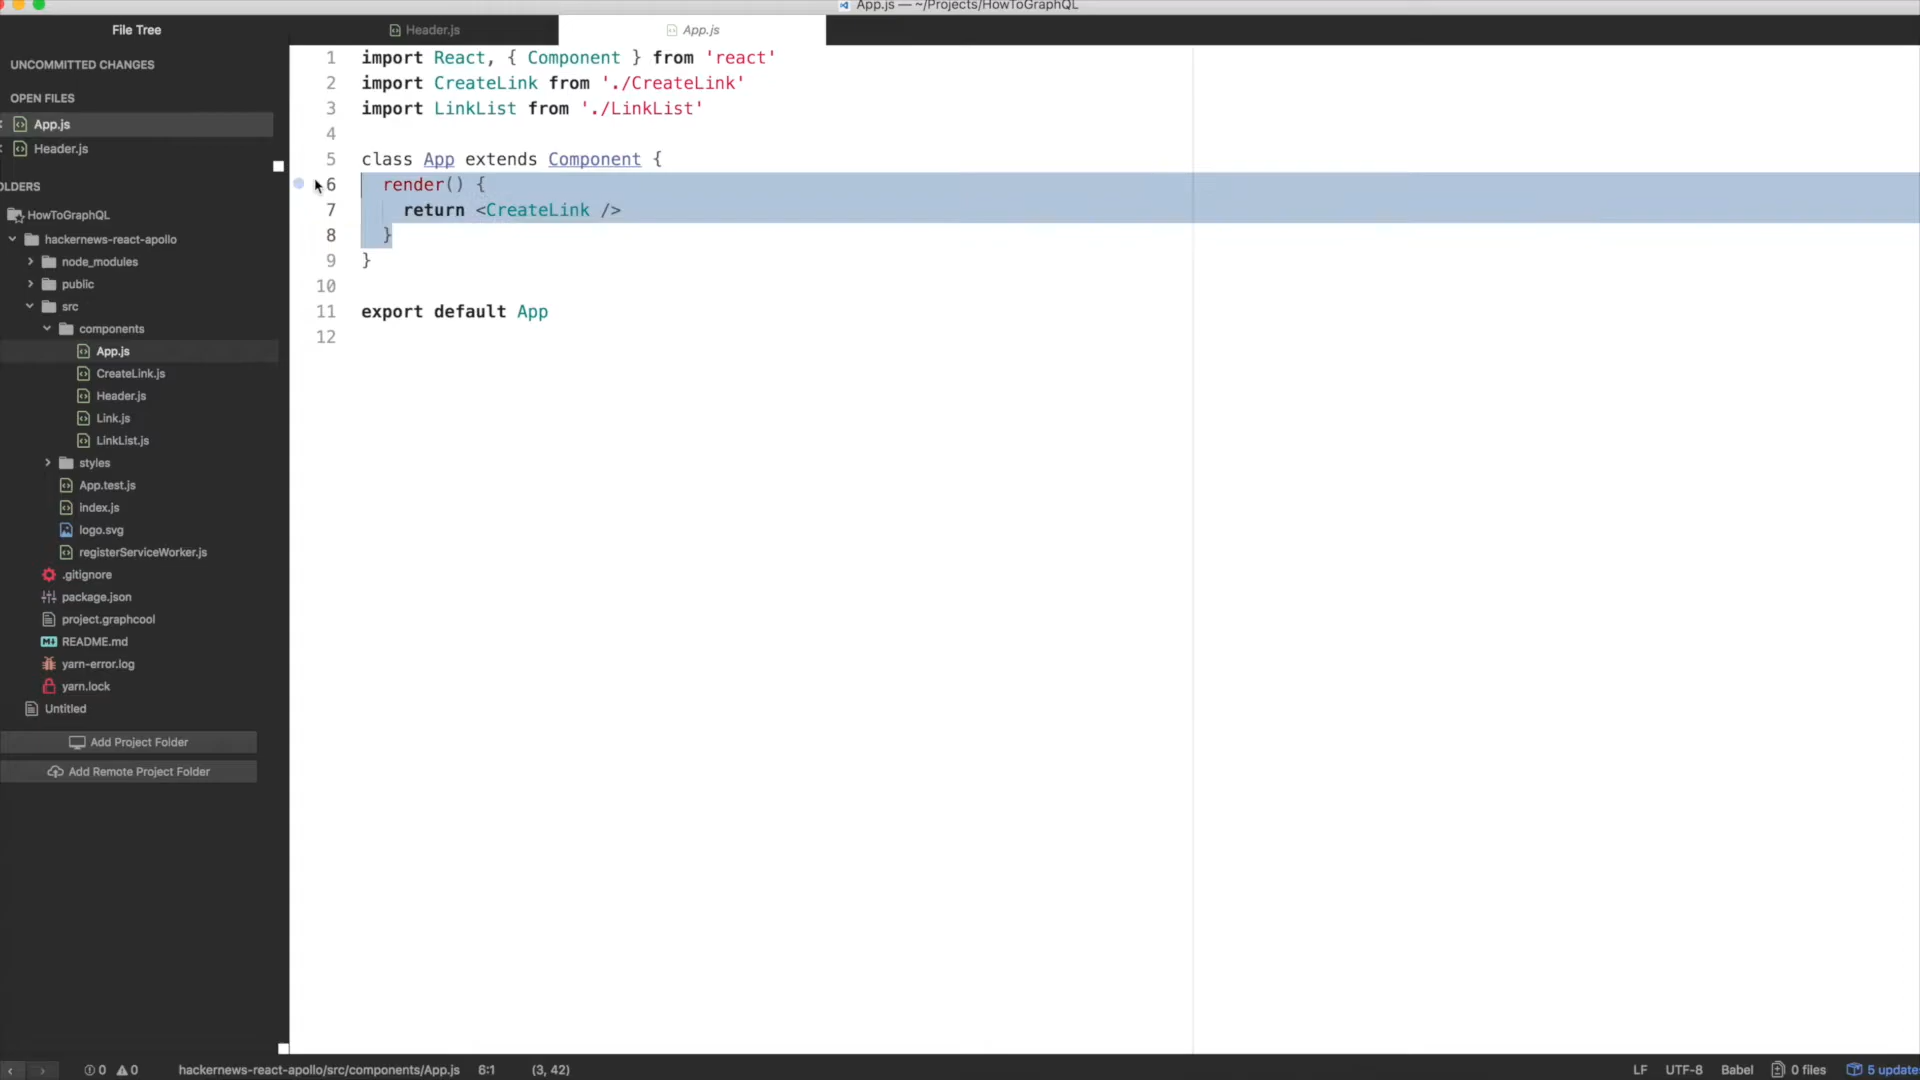 App.js — ~/Projects/HowToGraphQL
File Tree
Header.js
App.js
UNCOMMITTED CHANGES
OPEN FILES
App.js
Header.js
OLDERS
HowToGraphQL
hackernews-react-apollo
node_modules
public
src
components
App.js
CreateLink.js
Header.js
Link.js
LinkList.js
styles
App.test.js
index.js
logo.svg
registerServiceWorker.js
.gitignore
package.json
project.graphcool
README.md
yarn-error.log
yarn.lock
Untitled
Add Project Folder
Add Remote Project Folder
1 import React, { Component } from 'react'
2 import CreateLink from './CreateLink'
3 import LinkList from './LinkList'
4
5 class App extends Component {
6 render() {
7 return <CreateLink />
8 }
9 }
10
11 export default App
12
0 0 hackernews-react-apollo/src/components/App.js 6:1 (3, 42) LF UTF-8 Babel 0 files 5 update